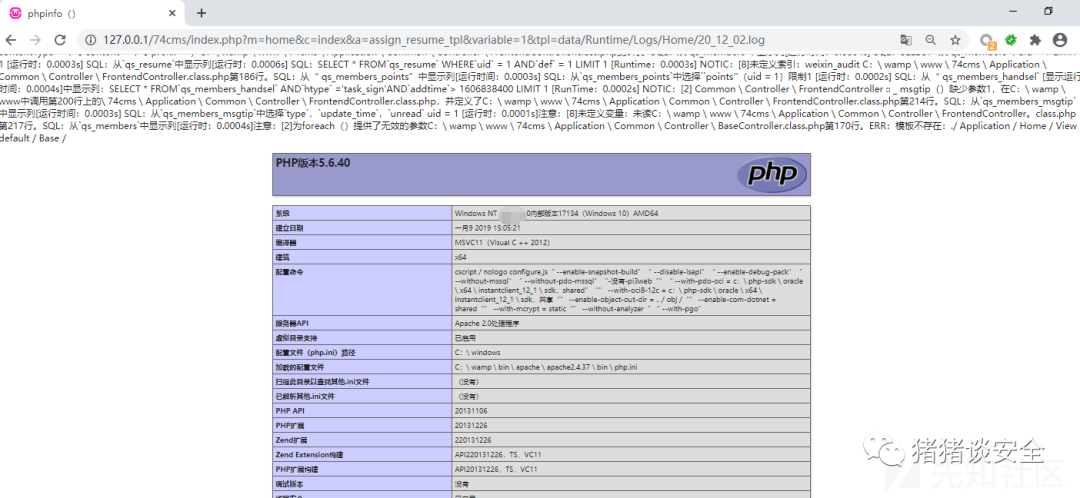 phpinfo（）
127.0.0.1/74cms/index.php?m=home&c=index&a=assign_resume_tpl&variable=1&tpl=data/Runtime/Logs/Home/20_12_02.log
1 [运行时：0.0003s] SQL：从`qs_resume`中显示列[运行时：0.0006s] SQL：SELECT * FROM`qs_resume` WHERE`uid` = 1 AND`def` = 1 LIMIT 1 [Runtime：0.0003s] NOTIC：[8]未定义索引：weixin_audit C：\ wamp \ www \ 74cms \ Application \
Common \ Controller \ FrontendController.class.php第186行。SQL：从 “ qs_members_points” 中显示列[运行时间：0.0003s] SQL：从`qs_members_points`中选择``points''（uid = 1）限制1 [运行时：0.0002s] SQL：从 “ qs_members_handsel” [显示运行
时间：0.0004s]中显示列：SELECT * FROM`qs_members_handsel` AND`htype` ='task_sign'AND`addtime`> 1606838400 LIMIT 1 [RunTime：0.0002s] NOTIC：[2] Common \ Controller \ FrontendController :: _ msgtip（）缺少参数1，在C：\ wamp \
www中调用第200行上的\ 74cms \ Application \ Common \ Controller \ FrontendController.class.php，并定义了C：\ wamp \ www \ 74cms \ Application \ Common \ Controller \ FrontendController.class.php第214行。SQL：从`qs_members_msgtip`
中显示列[运行时间：0.0003s] SQL：从`qs_members_msgtip`中选择`type`，`update_time`，`unread` uid = 1 [运行时：0.0001s]注意：[8]未定义变量：未读C：\ wamp \ www \ 74cms \ Application \ Common \ Controller \ FrontendController。class.php
第217行。SQL：从`qs_members`中显示列[运行时：0.0004s]注意：[2]为foreach（）提供了无效的参数C：\ wamp \ www \ 74cms \ Application \ Common \ Controller \ BaseController.class.php第170行。ERR：模板不存在：./ Application / Home / View /
default / Base /
PHP版本5.6.40
php
系统 Windows NT 0内部版本17134（Windows 10）AMD64
建立日期 一月9 2019 15:05:21
编译器 MSVC11（Visual C ++ 2012）
建筑 x64
配置命令 cscript / nologo configure.js “ --enable-snapshot-build” “ --disable-isapi” “ --enable-debug-pack” “
--without-mssql” “ --without-pdo-mssql” “-没有-pi3web “” “ --with-pdo-oci = c：\ php-sdk \ oracle
\ x64 \ instantclient_12_1 \ sdk，shared” “” --with-oci8-12c = c：\ php-sdk \ oracle \ x64 \
instantclient_12_1 \ sdk，共享 “” --enable-object-out-dir = .. / obj / “” --enable-com-dotnet =
shared “” --with-mcrypt = static “” --without-analyzer “ “ --with-pgo”
服务器API Apache 2.0处理程序
虚拟目录支持 已启用
配置文件（php.ini）路径 C：\ windows
加载的配置文件 C：\ wamp \ bin \ apache \ apache2.4.37 \ bin \ php.ini
扫描此目录以查找其他.ini文件 （没有）
已解析其他.ini文件 （没有）
PHP API 20131106
PHP扩展 20131226
Zend扩展 220131226
Zend Extension构建 API220131226，TS，VC11
PHP扩展构建 API20131226，TS，VC11
调试版本 没有
猪猪谈安全
先知社区